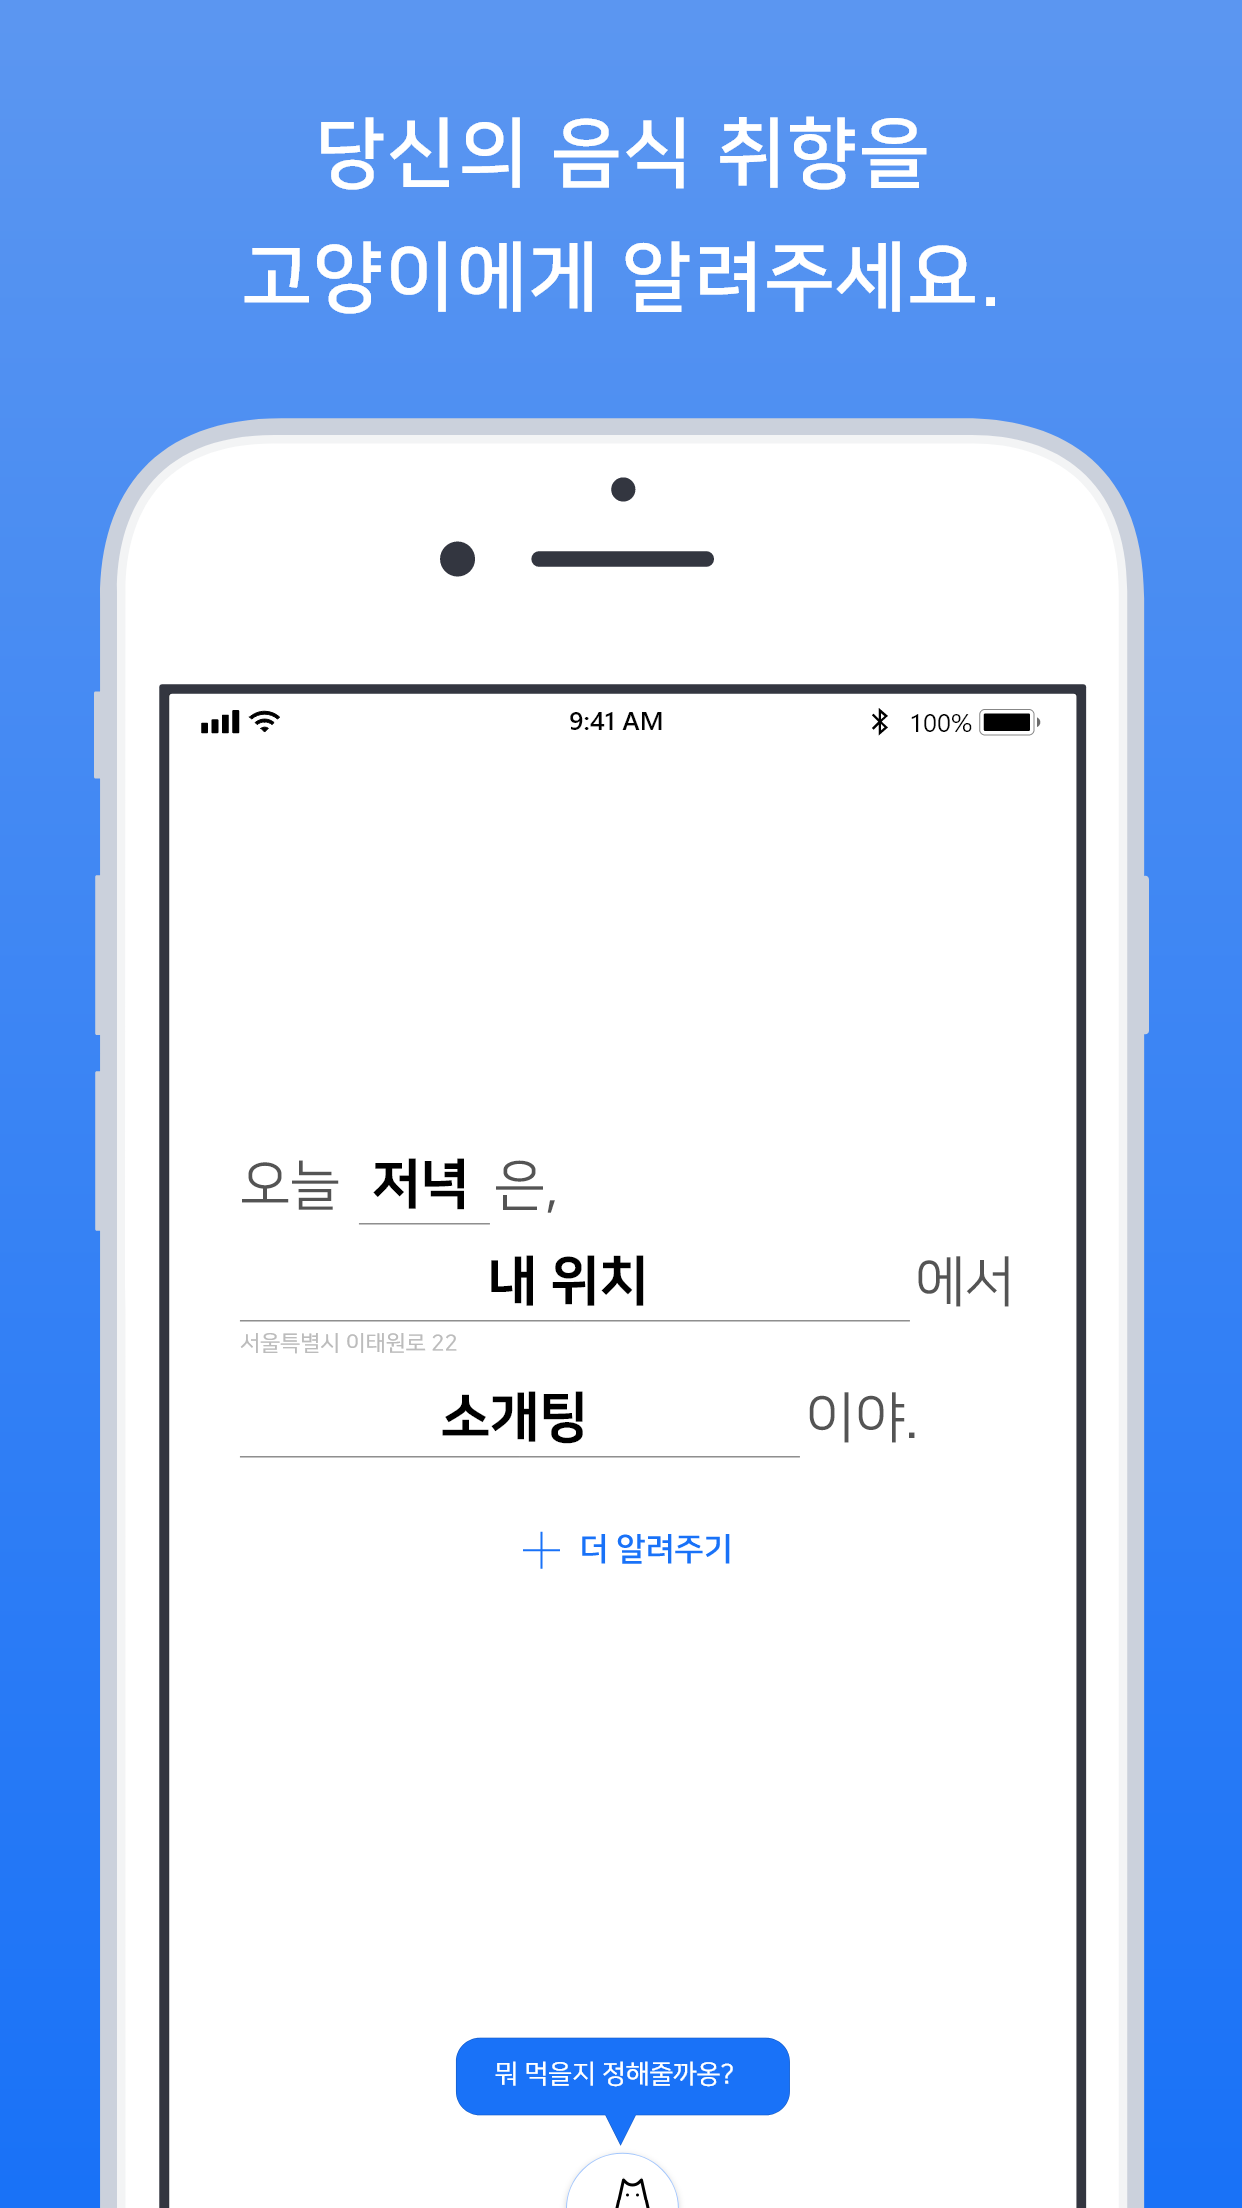 당신의 음식 취향을
고양이에게 알려주세요.
9:41 AM
100%
오늘 저녁 은,
내 위치 에서
서울특별시 이태원로 22
소개팅 이야.
더 알려주기
뭐 먹을지 정해줄까옹?